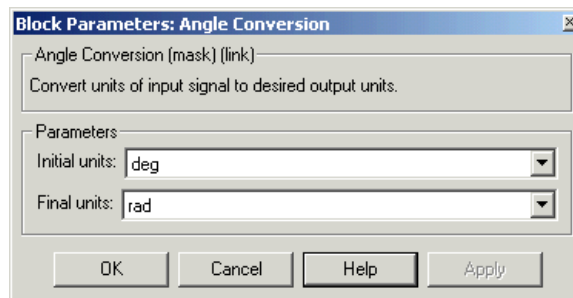 Block Parameters: Angle Conversion
Angle Conversion (mask) (link)
Convert units of input signal to desired output units.
Parameters
Initial units: deg
Final units: rad
OK Cancel Help Apply